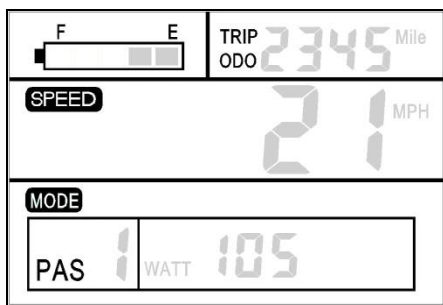 F E
TRIP 2345 Mile
ODO
SPEED
21 MPH
MODE
PAS 1 WATT 105